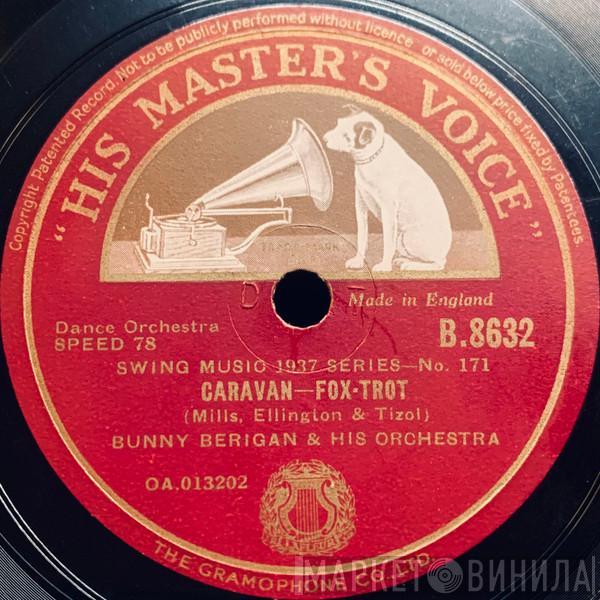 Copyright Patented Record. Not to be publicly performed without licence or sold below price fixed by Patentees.
"HIS MASTER'S VOICE"
TRADE MARK
Made in England
Dance Orchestra
SPEED 78
B.8632
SWING MUSIC 1937 SERIES—No. 171
CARAVAN—FOX-TROT
(Mills, Ellington & Tizol)
BUNNY BERIGAN & HIS ORCHESTRA
OA.013202
THE GRAMOPHONE CO., LTD.
МАРКЕТ ВИНИЛА